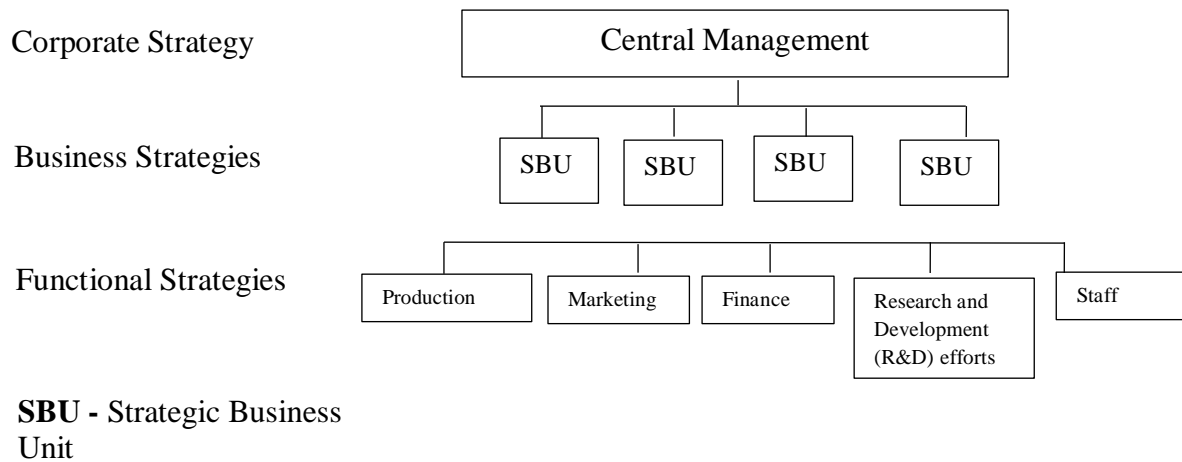 Corporate Strategy
Central Management
Business Strategies
SBU
SBU
SBU
SBU
Functional Strategies
Production
Marketing
Finance
Research and
Development
(R&D) efforts
Staff
SBU - Strategic Business
Unit